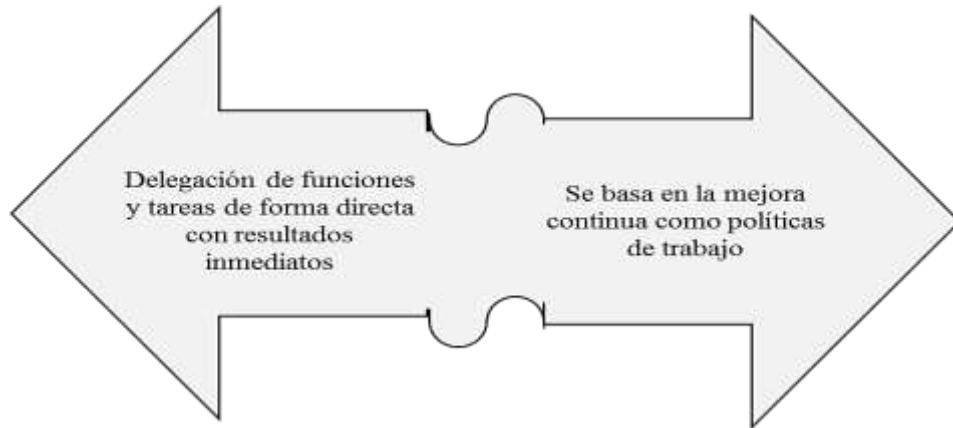 Delegación de funciones
y tareas de forma directa
con resultados
inmediatos
Se basa en la mejora
continua como políticas
de trabajo